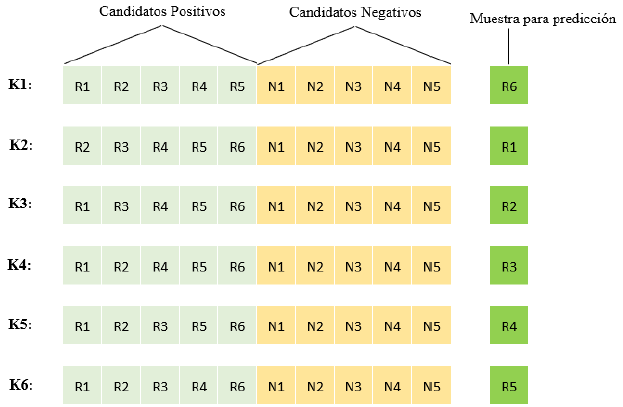 Candidatos Positivos Candidatos Negativos Muestra para predicción
K1: R1 R2 R3 R4 R5 N1 N2 N3 N4 N5 R6
K2: R2 R3 R4 R5 R6 N1 N2 N3 N4 N5 R1
K3: R1 R3 R4 R5 R6 N1 N2 N3 N4 N5 R2
K4: R1 R2 R4 R5 R6 N1 N2 N3 N4 N5 R3
K5: R1 R2 R3 R5 R6 N1 N2 N3 N4 N5 R4
K6: R1 R2 R3 R4 R6 N1 N2 N3 N4 N5 R5